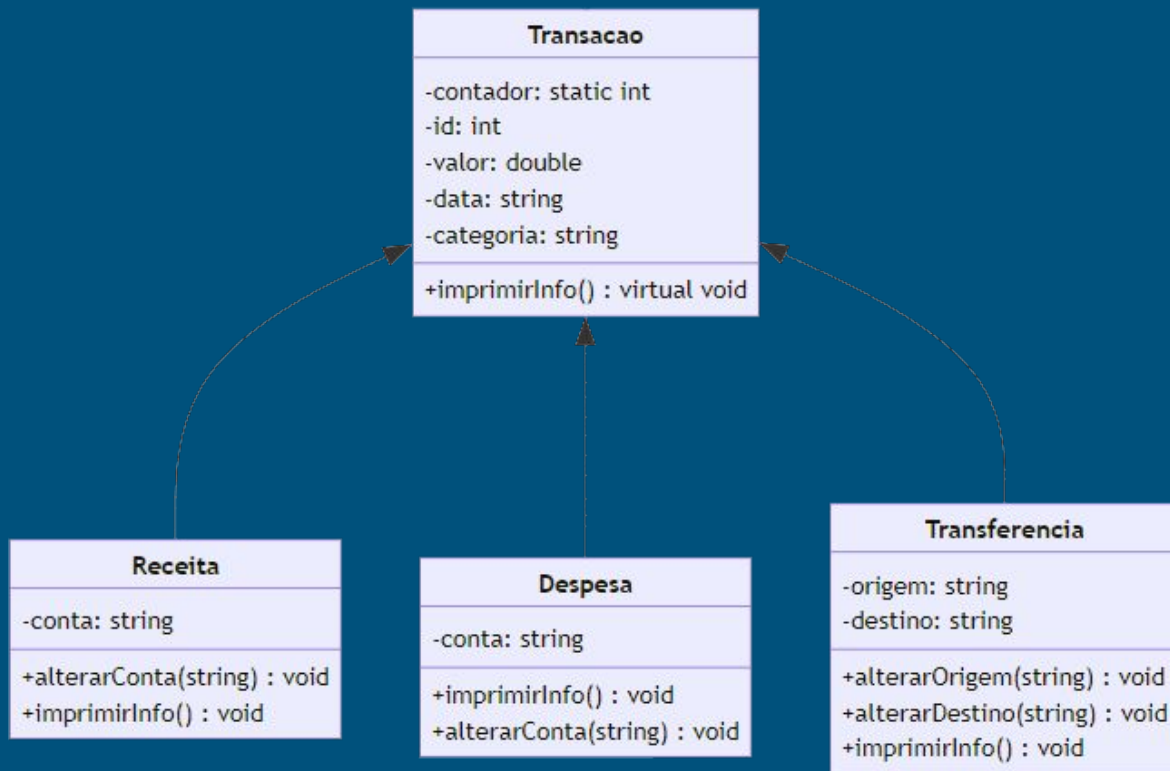 Transacao
-contador: static int
-id: int
-valor: double
-data: string
-categoria: string
+imprimirInfo() : virtual void
Receita
-conta: string
+alterarConta(string) : void
+imprimirInfo() : void
Despesa
-conta: string
+imprimirInfo() : void
+alterarConta(string) : void
Transferencia
-origem: string
-destino: string
+alterarOrigem(string) : void
+alterarDestino(string) : void
+imprimirInfo() : void